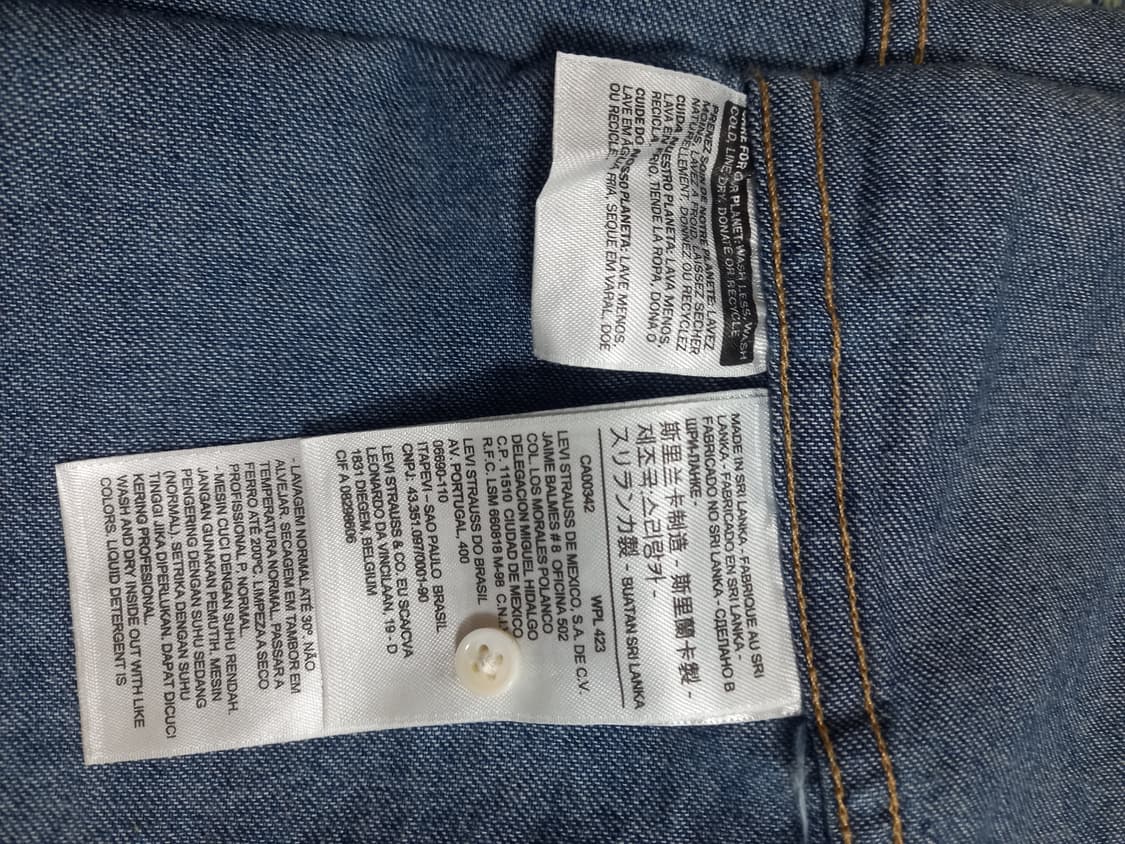 CARE FOR OUR PLANET: WASH LESS, WASH
COLD, LINE DRY, DONATE OR RECYCLE
PRENEZ SOIN DE NOTRE PLANETE: LAVEZ
MOINS, LAVEZ A FROID, LAISSEZ SECHER
NATURELLEMENT, DONNEZ OU RECYCLEZ
CUIDA NUESTRO PLANETA: LAVA MENOS,
LAVA EN FRIO, TIENDE LA ROPA, DONA O
RECICLA
CUIDE DO NOSSO PLANETA: LAVE MENOS,
LAVE EM ÁGUA FRIA, SEQUE EM VARAL, DOE
OU RECICLE
MADE IN SRI LANKA - FABRIQUE AU SRI
LANKA - FABRICADO EN SRI LANKA -
FABRICADO NO SRI LANKA - СДЕЛАНО В
ШРИ-ЛАНКЕ -
斯里兰卡制造 - 斯里蘭卡製 -
제조국스리랑카 -
スリランカ製 - BUATAN SRI LANKA
CA00342 WPL 423
LEVI STRAUSS DE MEXICO, S.A. DE C.V.
JAIME BALMES # 8 OFICINA 502
COL. LOS MORALES POLANCO
DELEGACION MIGUEL HIDALGO
C.P. 11510 CIUDAD DE MEXICO
R.F.C. LSM 660818 M-98
LEVI STRAUSS DO BRASIL
AV. PORTUGAL, 400
06690-110
ITAPEVI – SAO PAULO BRASIL
CNPJ: 43.351.097/0001-90
LEVI STRAUSS & CO. EU SCA/CVA
LEONARDO DA VINCILAAN, 19 - D
1831 DIEGEM, BELGIUM
CIF A 08298606
- LAVAGEM NORMAL ATÉ 30º. NÃO
ALVEJAR. SECAGEM EM TAMBOR EM
TEMPERATURA NORMAL. PASSAR A
FERRO ATÉ 200ºC. LIMPEZA A SECO
PROFISSIONAL P, NORMAL.
- MESIN CUCI DENGAN SUHU RENDAH.
JANGAN GUNAKAN PEMUTIH. MESIN
PENGERING DENGAN SUHU SEDANG
(NORMAL). SETRIKA DENGAN SUHU
TINGGI. JIKA DIPERLUKAN, DAPAT DICUCI
KERING PROFESIONAL.
WASH AND DRY INSIDE OUT WITH LIKE
COLORS. LIQUID DETERGENT IS